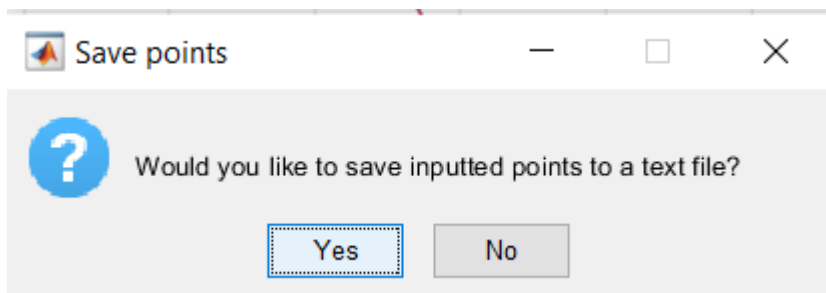 Save points
Would you like to save inputted points to a text file?
Yes
No